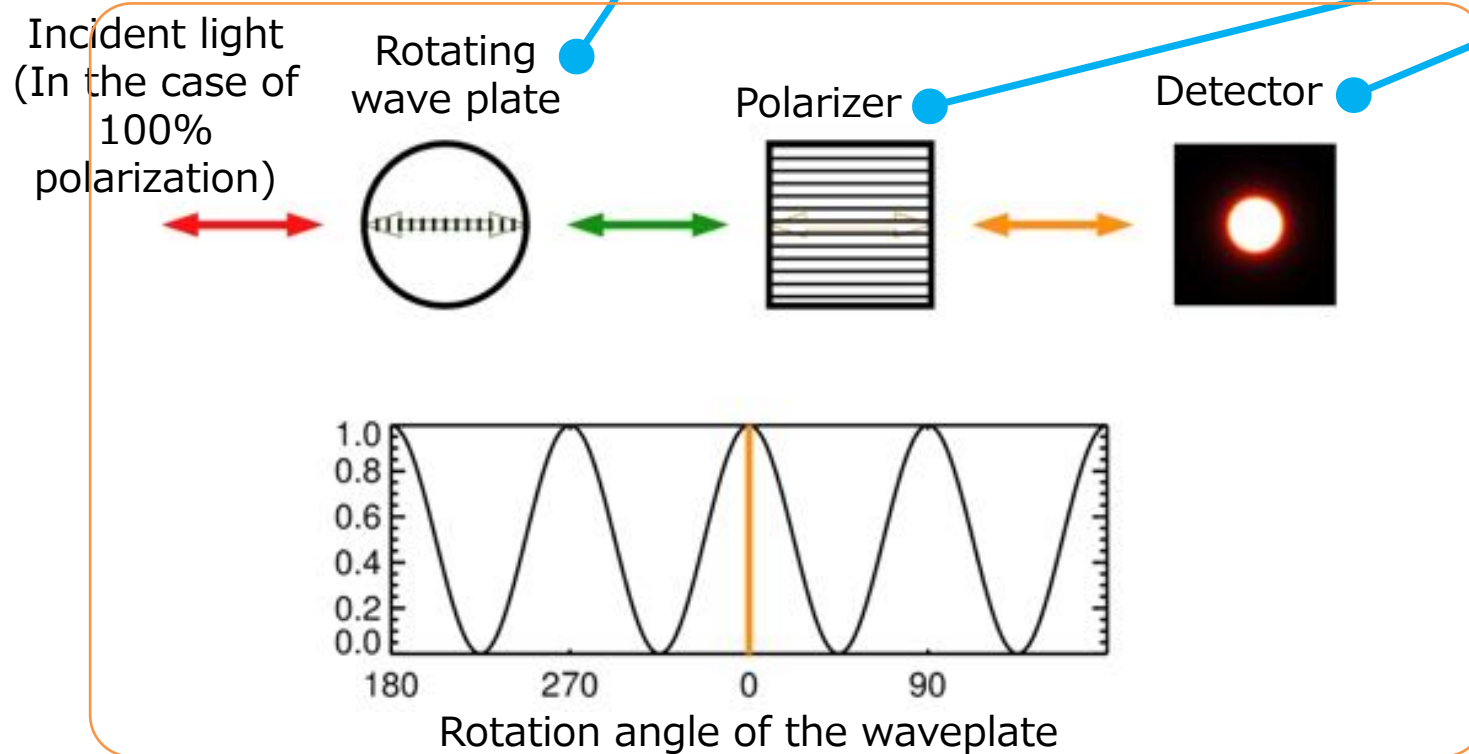 Incident light
(In the case of
100%
polarization)
Rotating
wave plate
Polarizer
Detector
1.0
0.8
0.6
0.4
0.2
0.0
180 270 0 90
Rotation angle of the waveplate